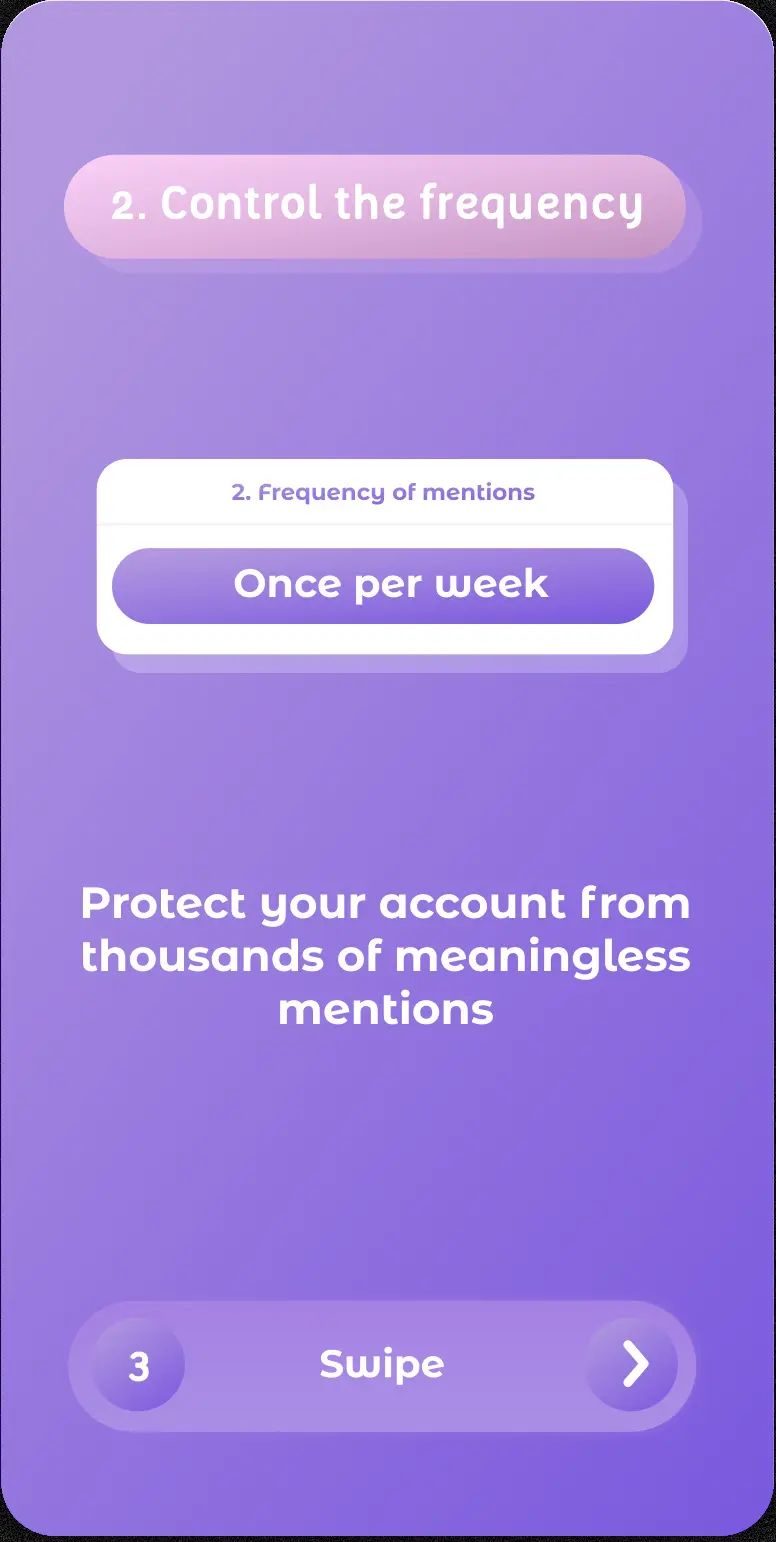 2. Control the frequency
2. Frequency of mentions
Once per week
Protect your account from
thousands of meaningless
mentions
3
Swipe